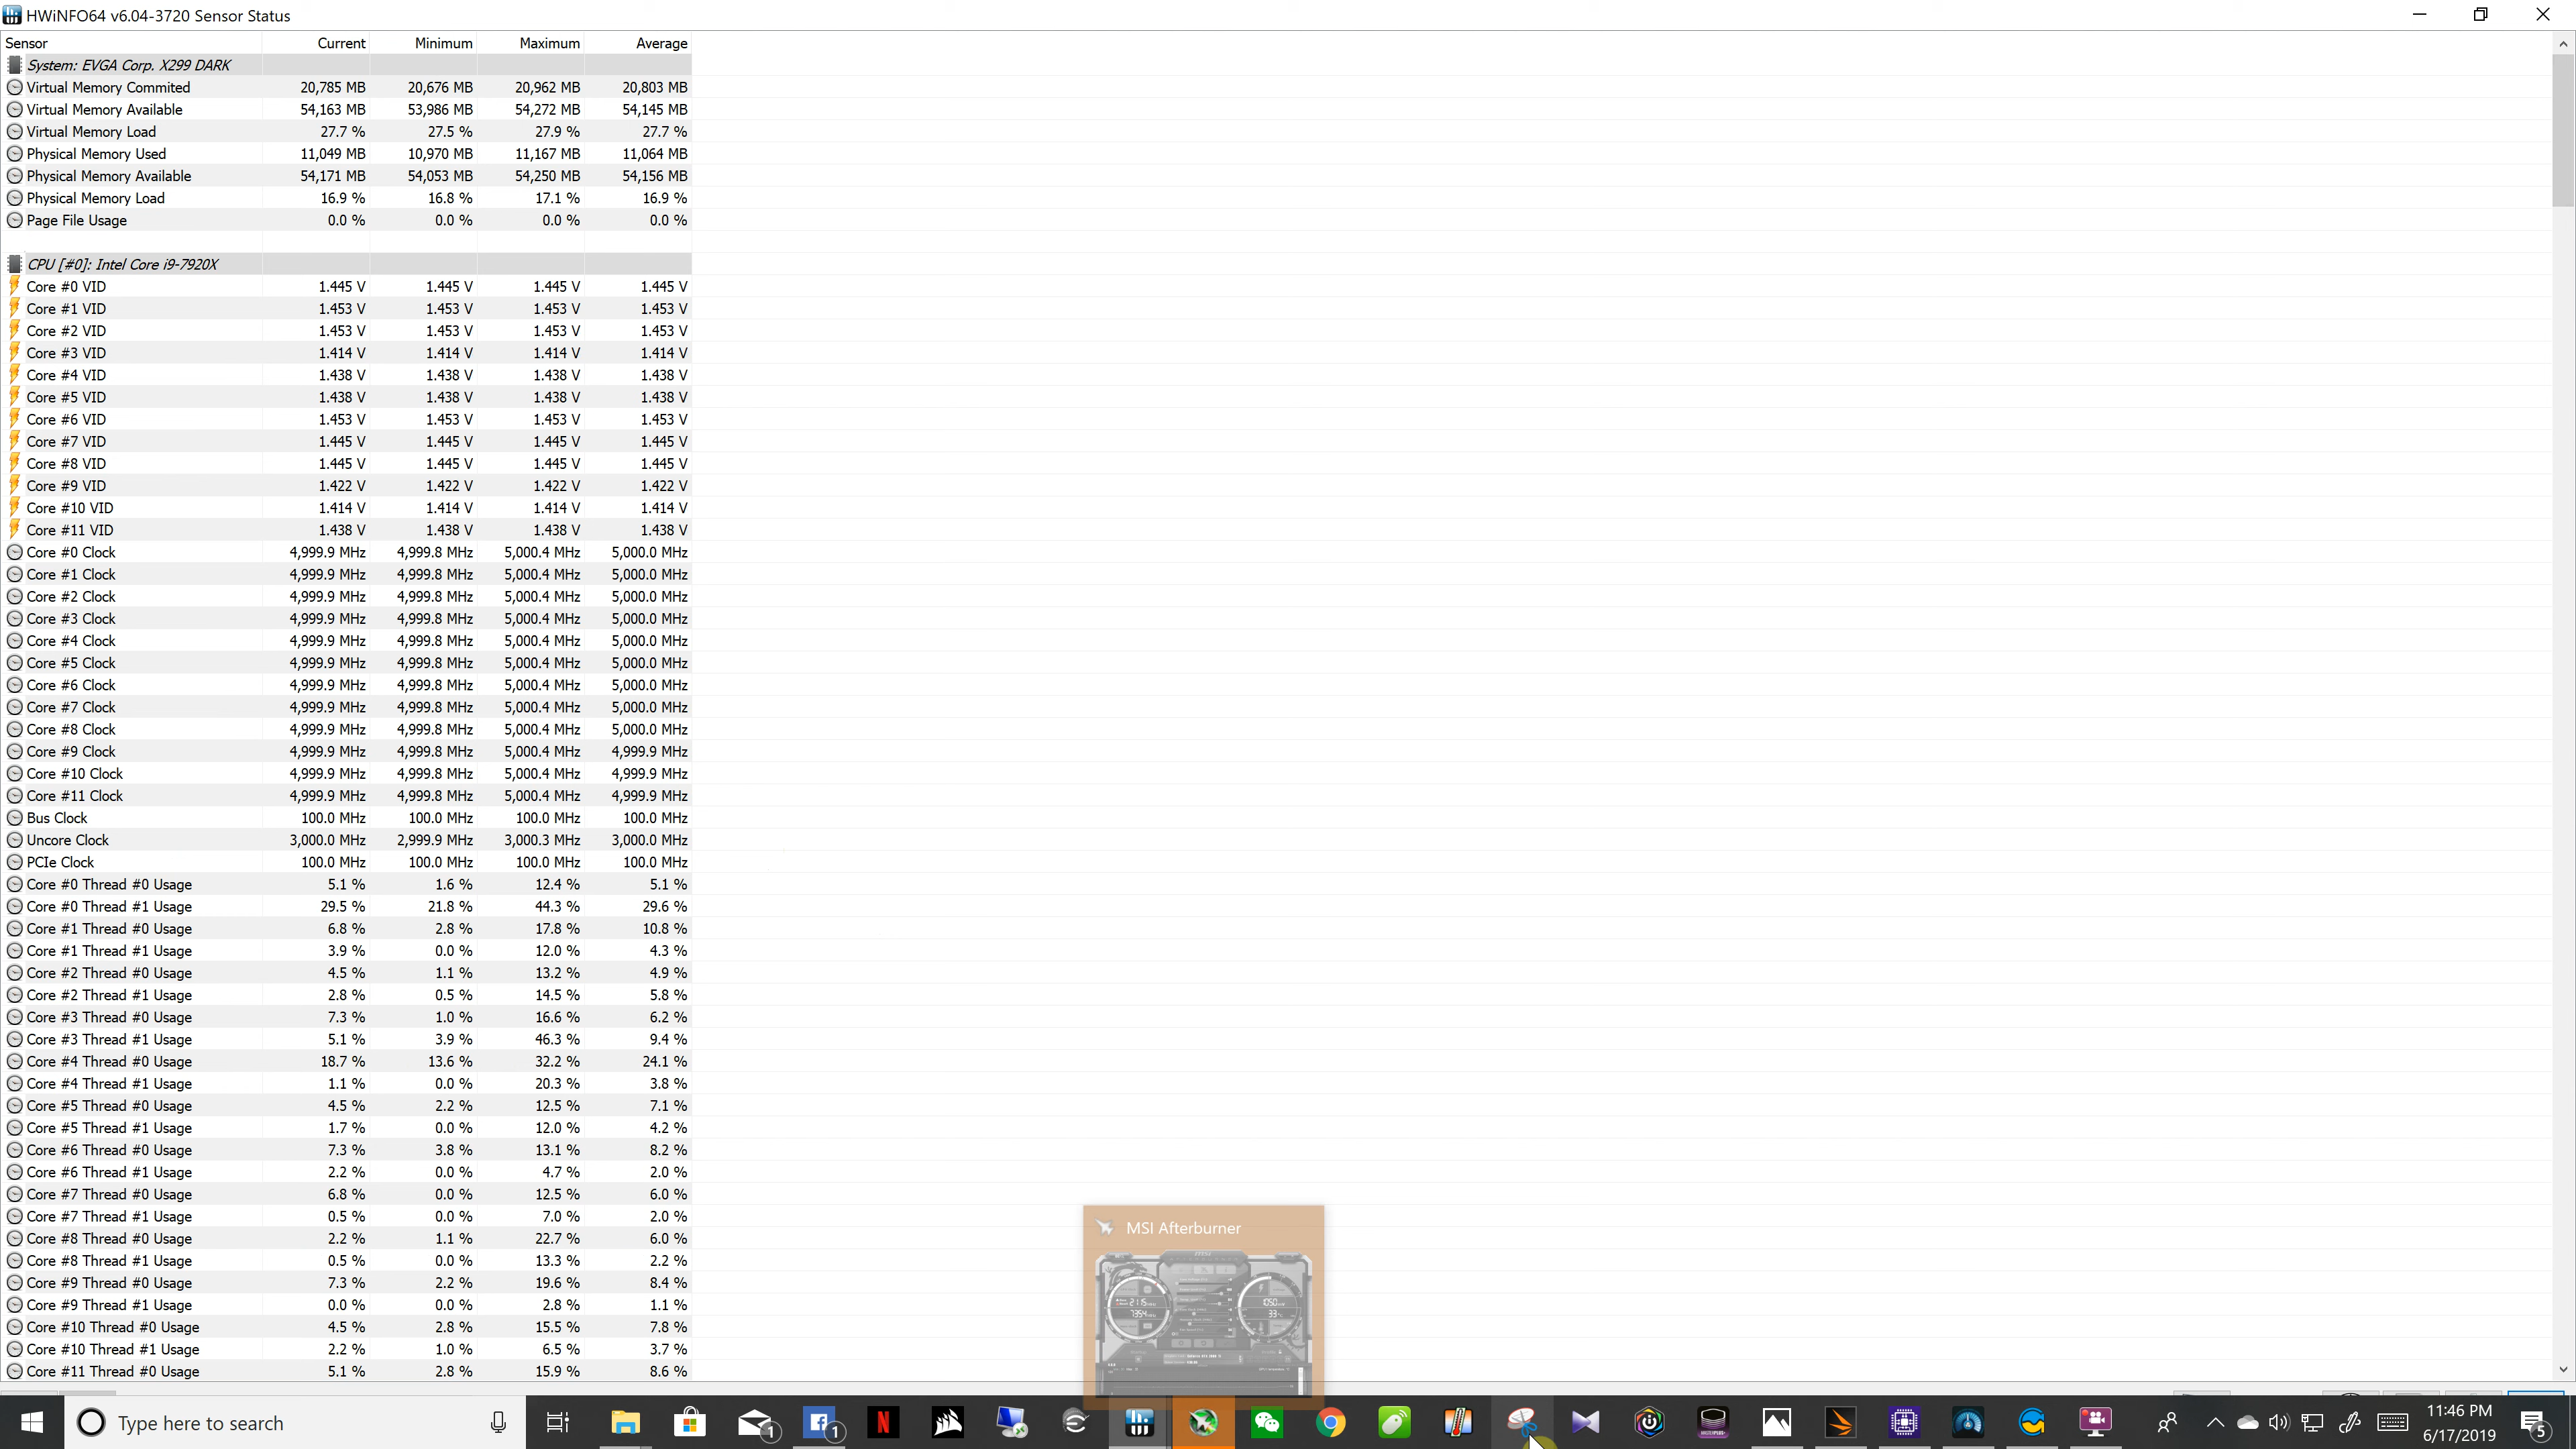 HWiNFO64 v6.04-3720 Sensor Status
Sensor Current Minimum Maximum Average
System: EVGA Corp. X299 DARK
Virtual Memory Commited 20,785 MB 20,676 MB 20,962 MB 20,803 MB
Virtual Memory Available 54,163 MB 53,986 MB 54,272 MB 54,145 MB
Virtual Memory Load 27.7 % 27.5 % 27.9 % 27.7 %
Physical Memory Used 11,049 MB 10,970 MB 11,167 MB 11,064 MB
Physical Memory Available 54,171 MB 54,053 MB 54,250 MB 54,156 MB
Physical Memory Load 16.9 % 16.8 % 17.1 % 16.9 %
Page File Usage 0.0 % 0.0 % 0.0 % 0.0 %
CPU [#0]: Intel Core i9-7920X
Core #0 VID 1.445 V 1.445 V 1.445 V 1.445 V
Core #1 VID 1.453 V 1.453 V 1.453 V 1.453 V
Core #2 VID 1.453 V 1.453 V 1.453 V 1.453 V
Core #3 VID 1.414 V 1.414 V 1.414 V 1.414 V
Core #4 VID 1.438 V 1.438 V 1.438 V 1.438 V
Core #5 VID 1.438 V 1.438 V 1.438 V 1.438 V
Core #6 VID 1.453 V 1.453 V 1.453 V 1.453 V
Core #7 VID 1.445 V 1.445 V 1.445 V 1.445 V
Core #8 VID 1.445 V 1.445 V 1.445 V 1.445 V
Core #9 VID 1.422 V 1.422 V 1.422 V 1.422 V
Core #10 VID 1.414 V 1.414 V 1.414 V 1.414 V
Core #11 VID 1.438 V 1.438 V 1.438 V 1.438 V
Core #0 Clock 4,999.9 MHz 4,999.8 MHz 5,000.4 MHz 5,000.0 MHz
Core #1 Clock 4,999.9 MHz 4,999.8 MHz 5,000.4 MHz 5,000.0 MHz
Core #2 Clock 4,999.9 MHz 4,999.8 MHz 5,000.4 MHz 5,000.0 MHz
Core #3 Clock 4,999.9 MHz 4,999.8 MHz 5,000.4 MHz 5,000.0 MHz
Core #4 Clock 4,999.9 MHz 4,999.8 MHz 5,000.4 MHz 5,000.0 MHz
Core #5 Clock 4,999.9 MHz 4,999.8 MHz 5,000.4 MHz 5,000.0 MHz
Core #6 Clock 4,999.9 MHz 4,999.8 MHz 5,000.4 MHz 5,000.0 MHz
Core #7 Clock 4,999.9 MHz 4,999.8 MHz 5,000.4 MHz 5,000.0 MHz
Core #8 Clock 4,999.9 MHz 4,999.8 MHz 5,000.4 MHz 5,000.0 MHz
Core #9 Clock 4,999.9 MHz 4,999.8 MHz 5,000.4 MHz 4,999.9 MHz
Core #10 Clock 4,999.9 MHz 4,999.8 MHz 5,000.4 MHz 4,999.9 MHz
Core #11 Clock 4,999.9 MHz 4,999.8 MHz 5,000.4 MHz 4,999.9 MHz
Bus Clock 100.0 MHz 100.0 MHz 100.0 MHz 100.0 MHz
Uncore Clock 3,000.0 MHz 2,999.9 MHz 3,000.3 MHz 3,000.0 MHz
PCIe Clock 100.0 MHz 100.0 MHz 100.0 MHz 100.0 MHz
Core #0 Thread #0 Usage 5.1 % 1.6 % 12.4 % 5.1 %
Core #0 Thread #1 Usage 29.5 % 21.8 % 44.3 % 29.6 %
Core #1 Thread #0 Usage 6.8 % 2.8 % 17.8 % 10.8 %
Core #1 Thread #1 Usage 3.9 % 0.0 % 12.0 % 4.3 %
Core #2 Thread #0 Usage 4.5 % 1.1 % 13.2 % 4.9 %
Core #2 Thread #1 Usage 2.8 % 0.5 % 14.5 % 5.8 %
Core #3 Thread #0 Usage 7.3 % 1.0 % 16.6 % 6.2 %
Core #3 Thread #1 Usage 5.1 % 3.9 % 46.3 % 9.4 %
Core #4 Thread #0 Usage 18.7 % 13.6 % 32.2 % 24.1 %
Core #4 Thread #1 Usage 1.1 % 0.0 % 20.3 % 3.8 %
Core #5 Thread #0 Usage 4.5 % 2.2 % 12.5 % 7.1 %
Core #5 Thread #1 Usage 1.7 % 0.0 % 12.0 % 4.2 %
Core #6 Thread #0 Usage 7.3 % 3.8 % 13.1 % 8.2 %
Core #6 Thread #1 Usage 2.2 % 0.0 % 4.7 % 2.0 %
Core #7 Thread #0 Usage 6.8 % 0.0 % 12.5 % 6.0 %
Core #7 Thread #1 Usage 0.5 % 0.0 % 7.0 % 2.0 %
Core #8 Thread #0 Usage 2.2 % 1.1 % 22.7 % 6.0 %
Core #8 Thread #1 Usage 0.5 % 0.0 % 13.3 % 2.2 %
Core #9 Thread #0 Usage 7.3 % 2.2 % 19.6 % 8.4 %
Core #9 Thread #1 Usage 0.0 % 0.0 % 2.8 % 1.1 %
Core #10 Thread #0 Usage 4.5 % 2.8 % 15.5 % 7.8 %
Core #10 Thread #1 Usage 2.2 % 1.0 % 6.5 % 3.7 %
Core #11 Thread #0 Usage 5.1 % 2.8 % 15.9 % 8.6 %
MSI Afterburner
Type here to search
1
1
11:46 PM
6/17/2019
5